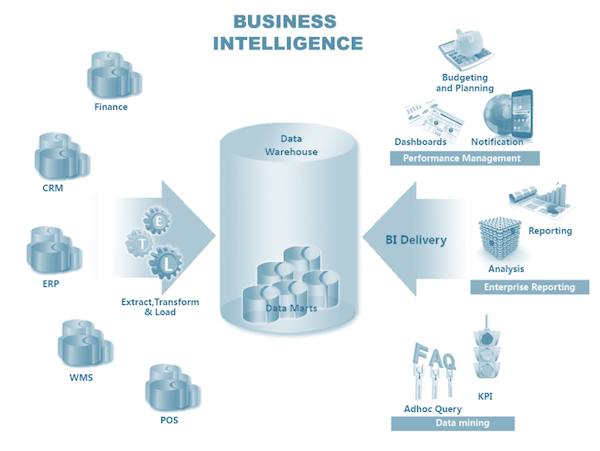 BUSINESS
INTELLIGENCE
Finance
CRM
ERP
WMS
POS
E
T
L
Extract,Transform
& Load
Data
Warehouse
Data Marts
BI Delivery
Budgeting
and Planning
Dashboards
Notification
Performance Management
Reporting
Analysis
Enterprise Reporting
FAQ
Adhoc Query
KPI
Data mining